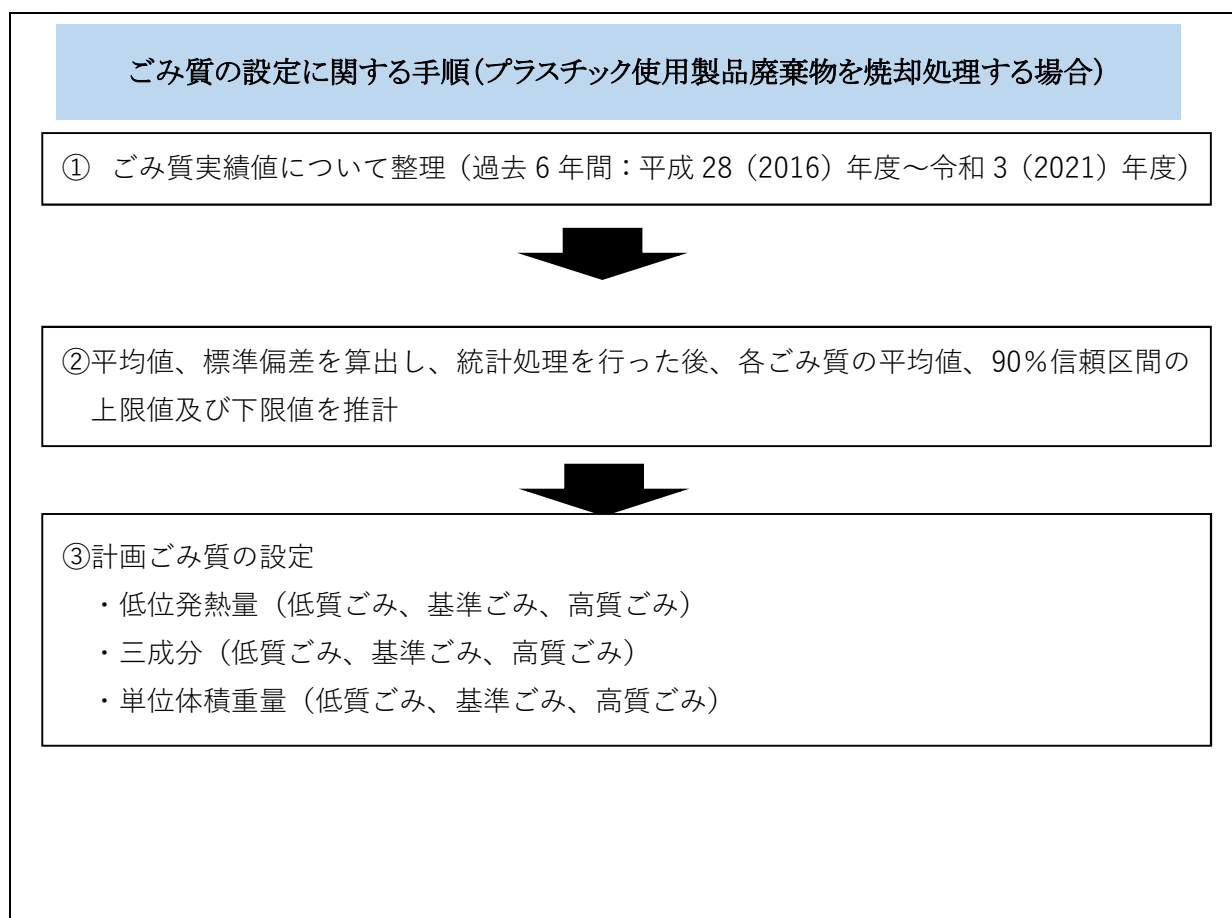 ごみ質の設定に関する手順(プラスチック使用製品廃棄物を焼却処理する場合)
① ごみ質実績値について整理（過去 6 年間：平成 28（2016）年度～令和 3（2021）年度）
②平均値、標準偏差を算出し、統計処理を行った後、各ごみ質の平均値、90％信頼区間の
上限値及び下限値を推計
③計画ごみ質の設定
・低位発熱量（低質ごみ、基準ごみ、高質ごみ）
・三成分（低質ごみ、基準ごみ、高質ごみ）
・単位体積重量（低質ごみ、基準ごみ、高質ごみ）